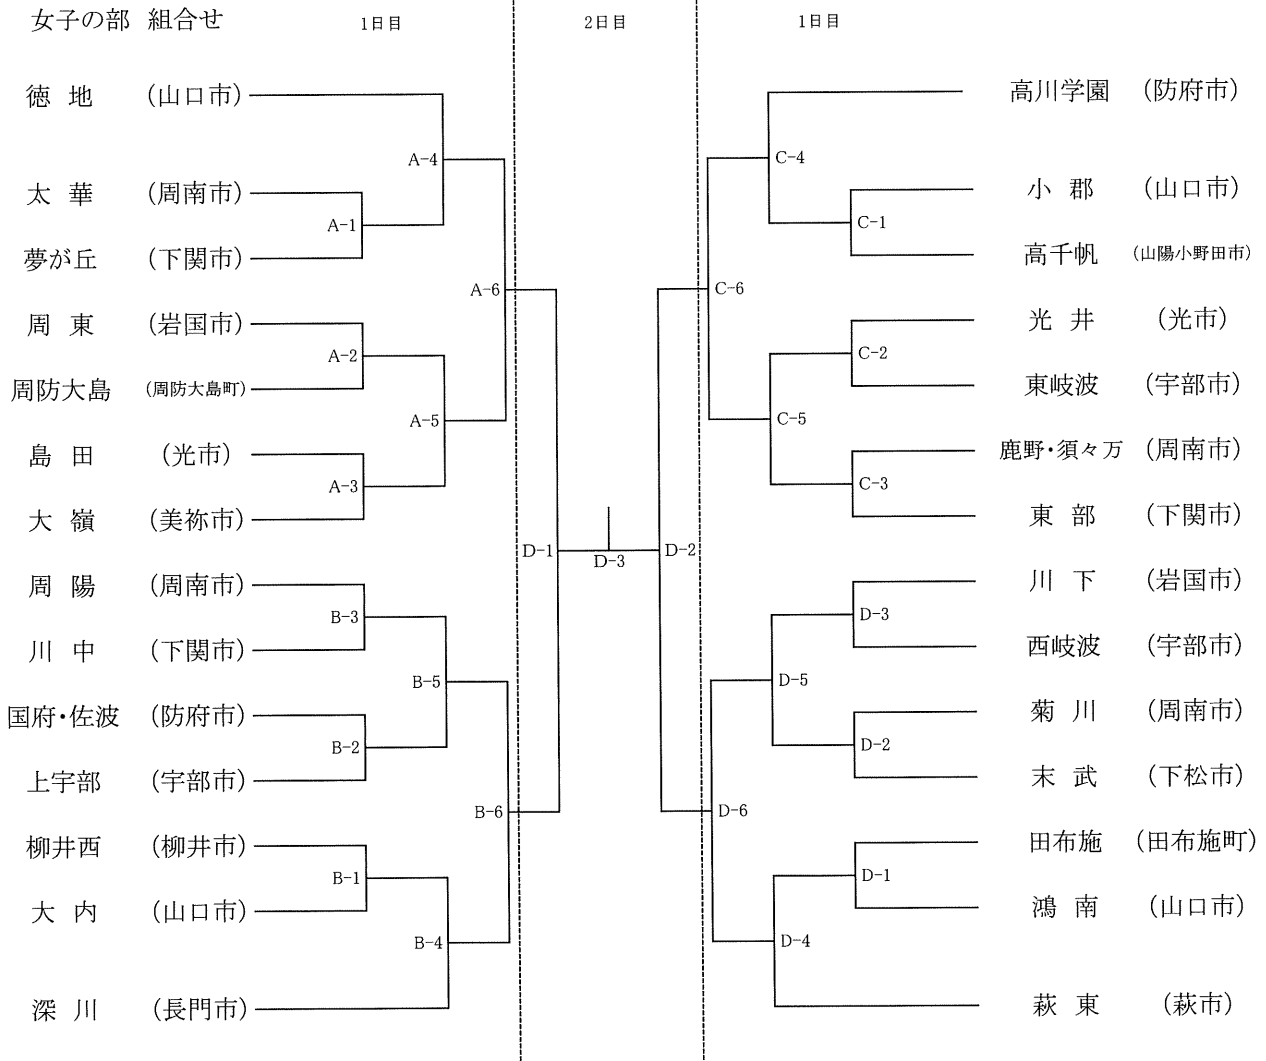 女子の部 組合せ 1日目 2日目 1日目
徳 地 (山口市)
A-4
太 華 (周南市)
A-1
夢が丘 (下関市)
A-6
周 東 (岩国市)
A-2
周防大島 (周防大島町)
A-5
島 田 (光市)
A-3
大 嶺 (美祢市)
D-1
周 陽 (周南市)
B-3
川 中 (下関市)
B-5
国府・佐波 (防府市)
B-2
上宇部 (宇部市)
B-6
柳井西 (柳井市)
B-1
大 内 (山口市)
B-4
深 川 (長門市)
D-3
高川学園 (防府市)
C-4
小 郡 (山口市)
C-1
高千帆 (山陽小野田市)
C-6
光 井 (光市)
C-2
東岐波 (宇部市)
C-5
鹿野・須々万 (周南市)
C-3
東 部 (下関市)
D-2
川 下 (岩国市)
D-3
西岐波 (宇部市)
D-5
菊 川 (周南市)
D-2
末 武 (下松市)
D-6
田布施 (田布施町)
D-1
鴻 南 (山口市)
D-4
萩 東 (萩市)